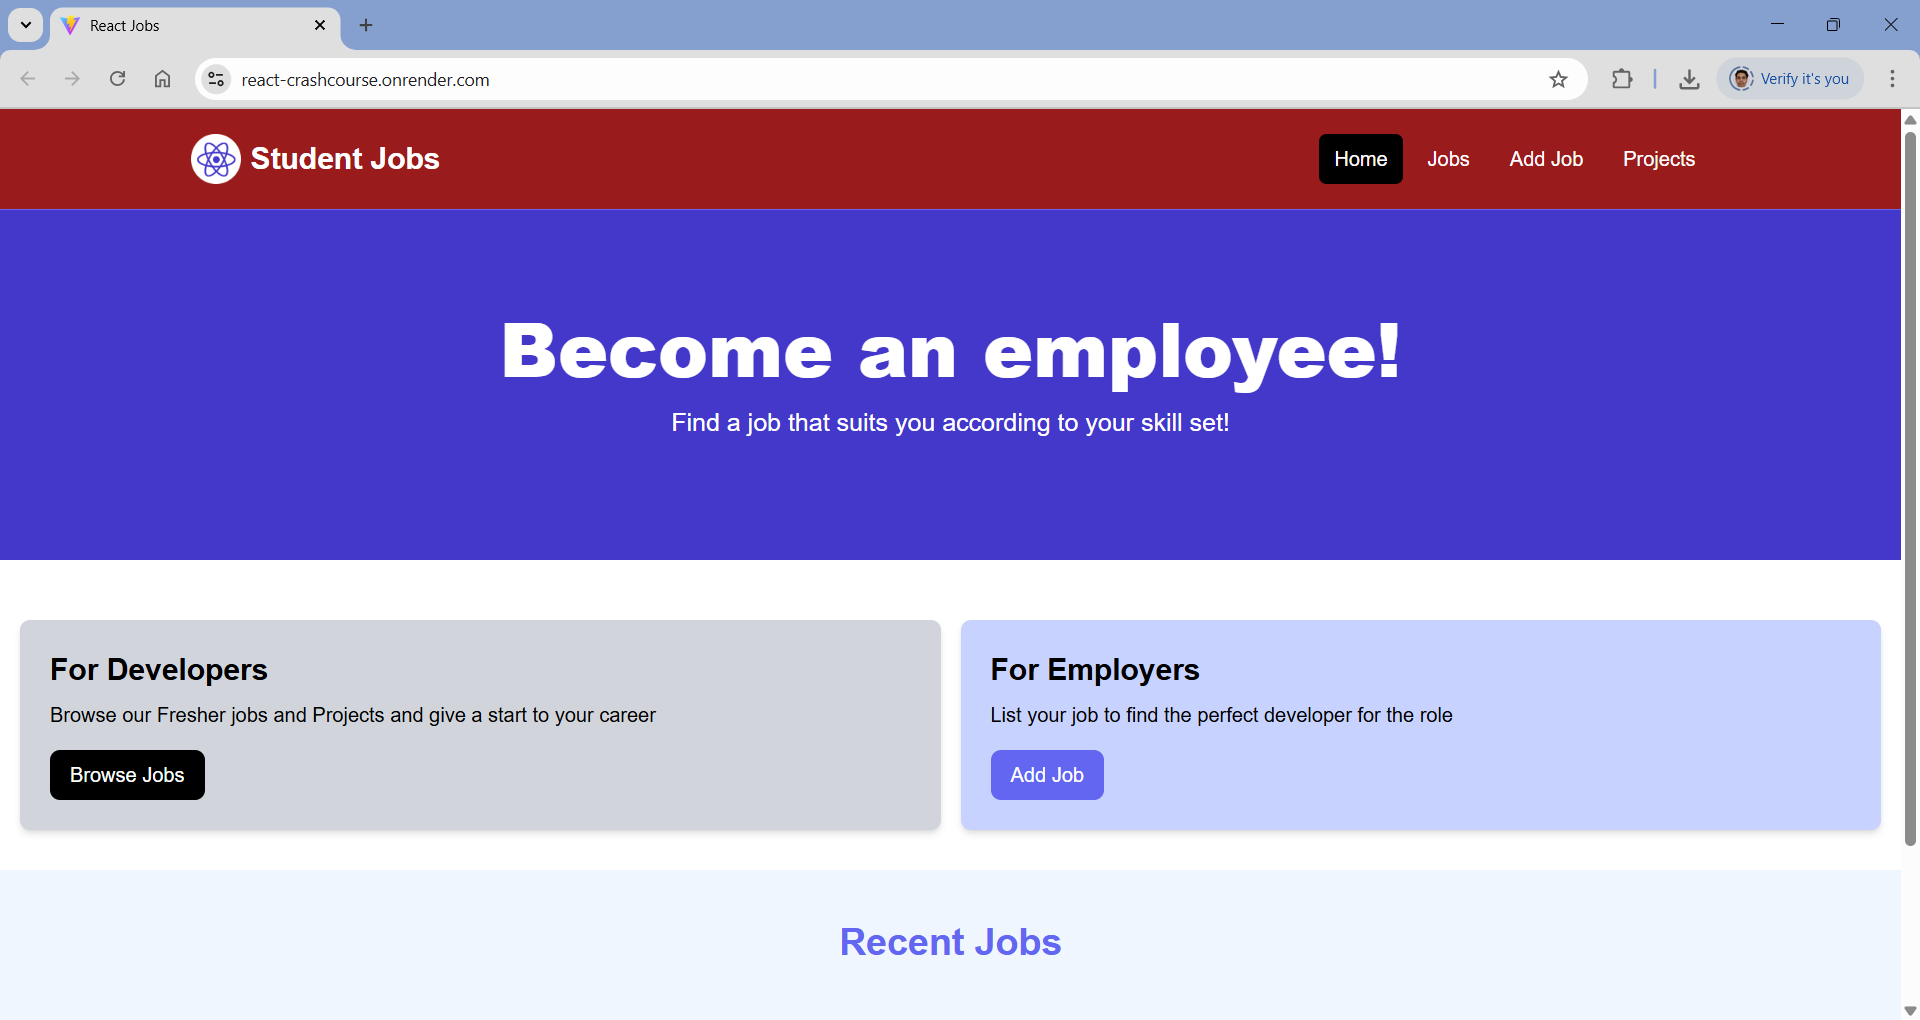 React Jobs
react-crashcourse.onrender.com
Verify it's you
Student Jobs
Home
Jobs
Add Job
Projects
Become an employee!
Find a job that suits you according to your skill set!
For Developers
Browse our Fresher jobs and Projects and give a start to your career
Browse Jobs
For Employers
List your job to find the perfect developer for the role
Add Job
Recent Jobs